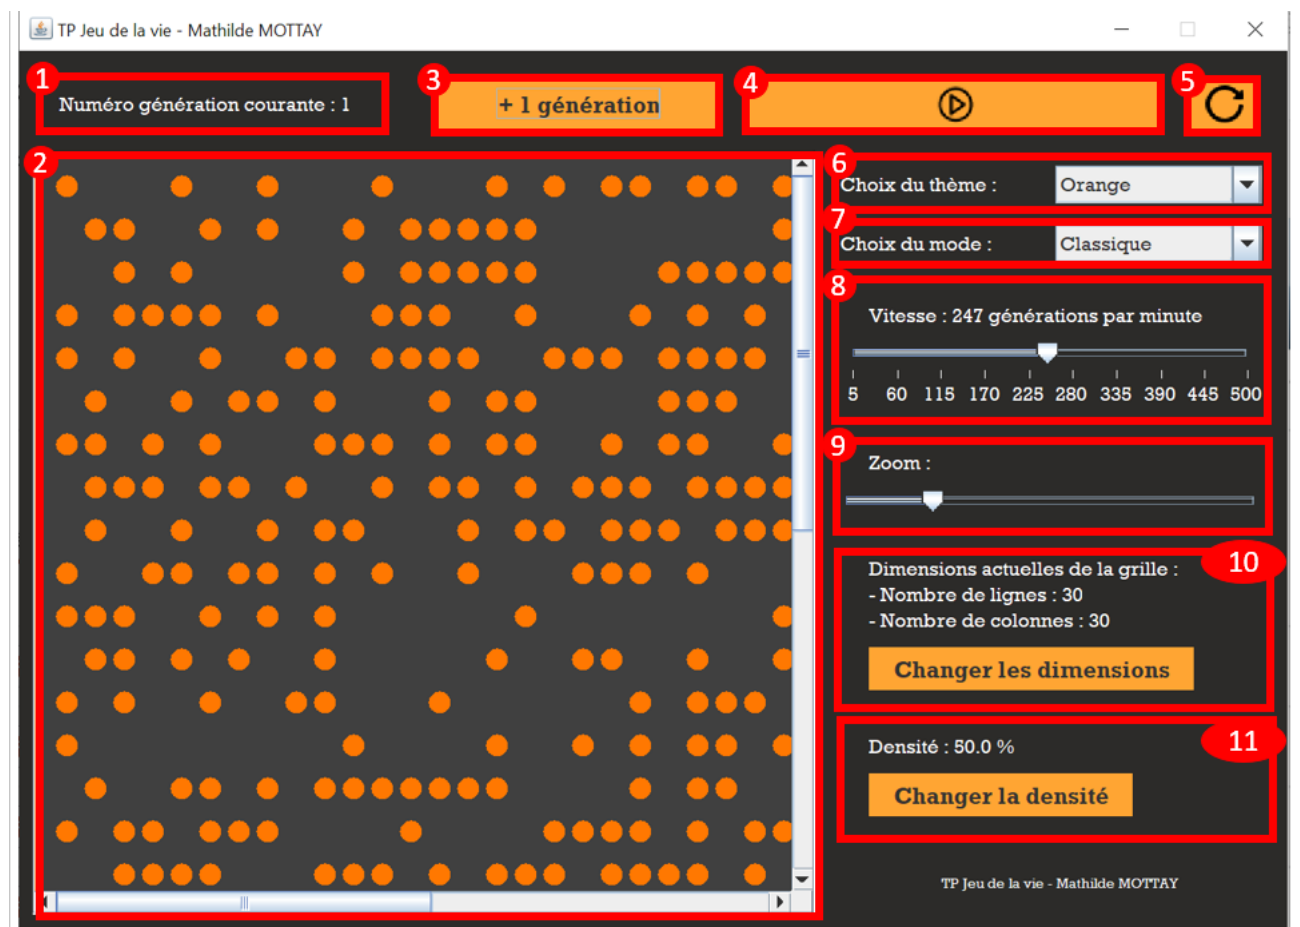 TP Jeu de la vie - Mathilde MOTTAY
1
Numéro génération courante : 1
3
+ 1 génération
4
5
2
6
Choix du thème :
Orange
7
Choix du mode :
Classique
8
Vitesse : 247 générations par minute
5 60 115 170 225 280 335 390 445 500
9
Zoom :
10
Dimensions actuelles de la grille :
- Nombre de lignes : 30
- Nombre de colonnes : 30
Changer les dimensions
11
Densité : 50.0 %
Changer la densité
TP Jeu de la vie - Mathilde MOTTAY